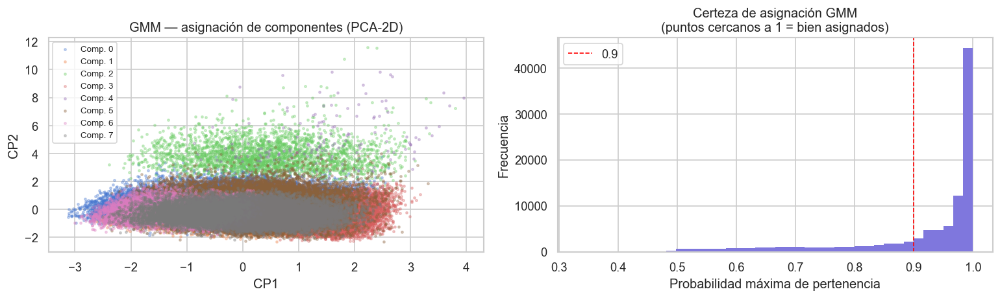 GMM — asignación de componentes (PCA-2D)
Comp. 0
Comp. 1
Comp. 2
Comp. 3
Comp. 4
Comp. 5
Comp. 6
Comp. 7
12
10
8
6
4
2
0
−2
CP2
−3
−2
−1
0
1
2
3
4
CP1
Certeza de asignación GMM
(puntos cercanos a 1 = bien asignados)
0.9
40000
30000
20000
10000
0
Frecuencia
0.3
0.4
0.5
0.6
0.7
0.8
0.9
1.0
Probabilidad máxima de pertenencia